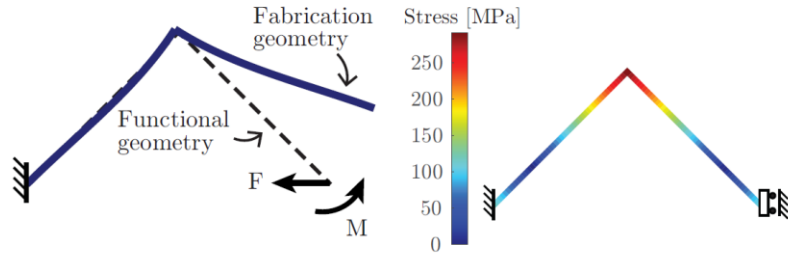 Fabrication
geometry
Functional
geometry
F
M
Stress [MPa]
250
200
150
100
50
0